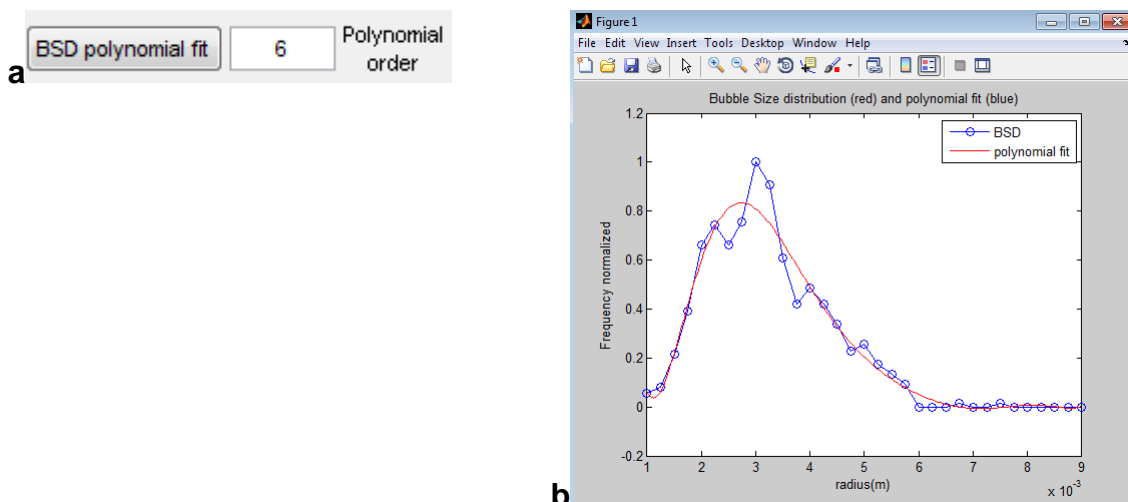 BSD polynomial fit
6
Polynomial
order
a
Figure 1
File Edit View Insert Tools Desktop Window Help
Bubble Size distribution (red) and polynomial fit (blue)
BSD
polynomial fit
Frequency normalized
1.2
1
0.8
0.6
0.4
0.2
0
-0.2
1 2 3 4 5 6 7 8 9
radius(m)
x 10⁻³
b